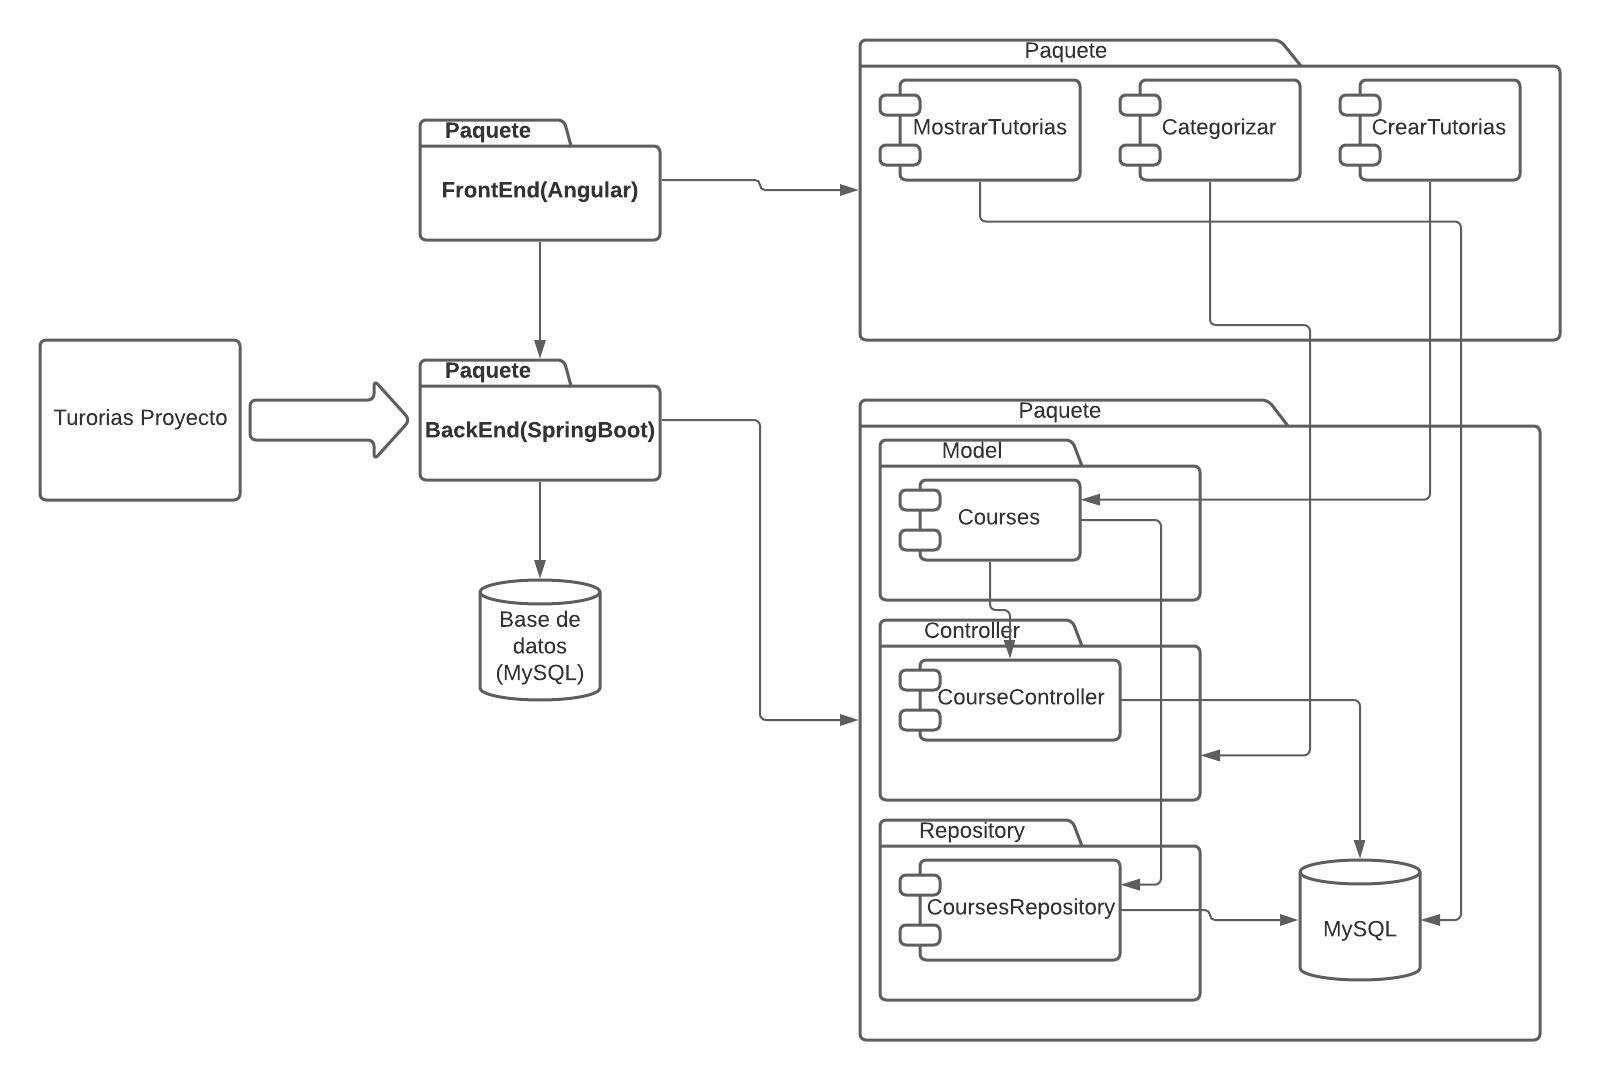 Paquete
MostrarTutorias
Categorizar
CrearTutorias
Paquete
FrontEnd(Angular)
Turorias Proyecto
Paquete
BackEnd(SpringBoot)
Base de
datos
(MySQL)
Paquete
Model
Courses
Controller
CourseController
Repository
CoursesRepository
MySQL